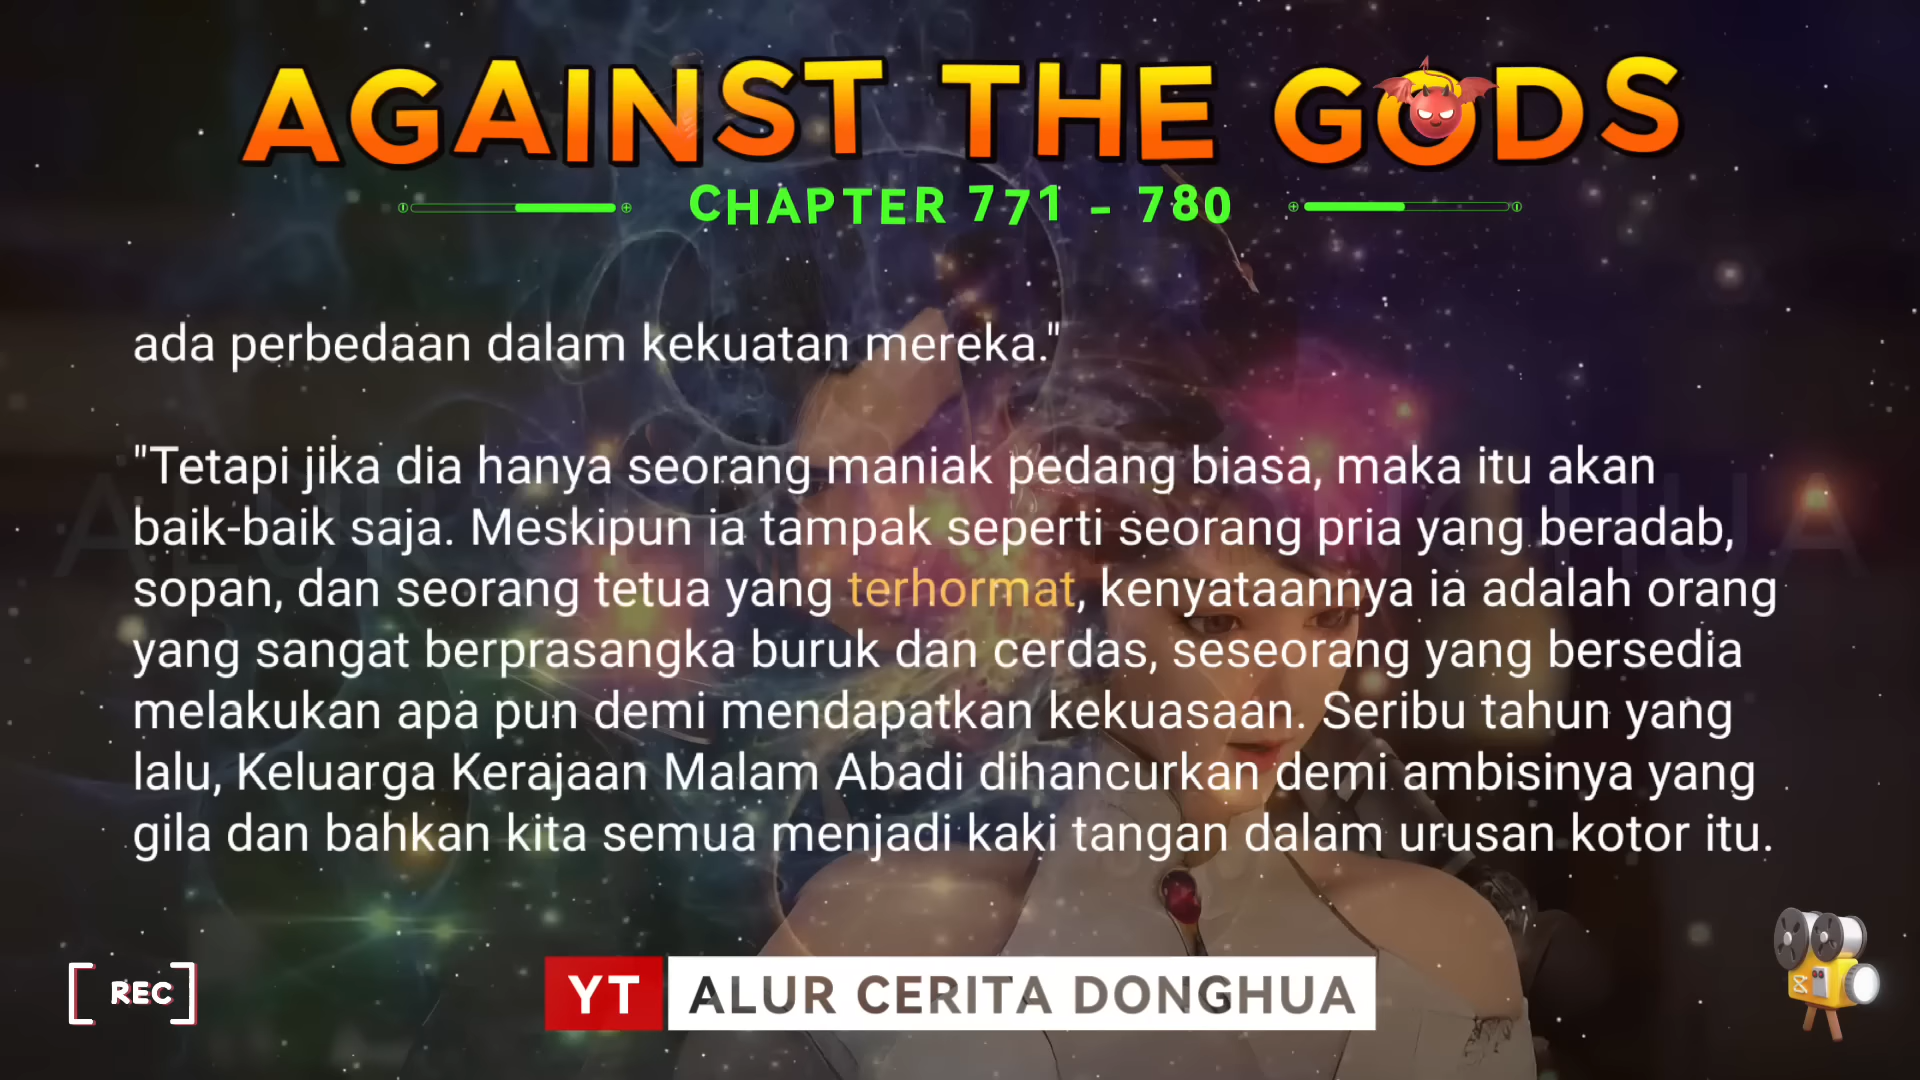 AGAINST THE GODS
CHAPTER 771 - 780
ada perbedaan dalam kekuatan mereka."
"Tetapi jika dia hanya seorang maniak pedang biasa, maka itu akan
baik-baik saja. Meskipun ia tampak seperti seorang pria yang beradab,
sopan, dan seorang tetua yang terhormat, kenyataannya ia adalah orang
yang sangat berprasangka buruk dan cerdas, seseorang yang bersedia
melakukan apa pun demi mendapatkan kekuasaan. Seribu tahun yang
lalu, Keluarga Kerajaan Malam Abadi dihancurkan demi ambisinya yang
gila dan bahkan kita semua menjadi kaki tangan dalam urusan kotor itu.
ALUR CERITA DONGHUA
REC
YT ALUR CERITA DONGHUA